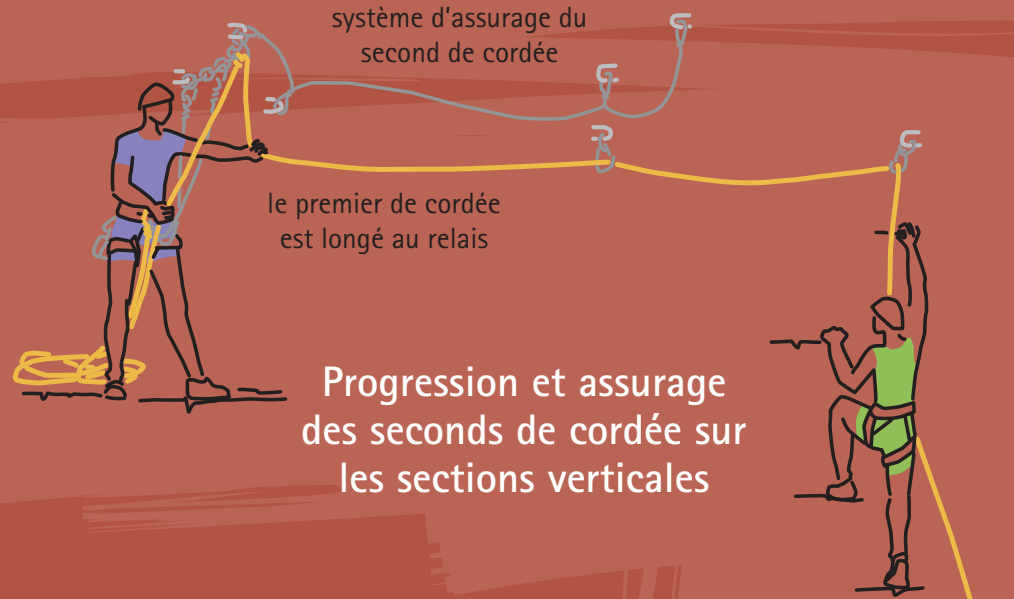 système d'assurage du
second de cordée
le premier de cordée
est longé au relais
Progression et assurage
des seconds de cordée sur
les sections verticales